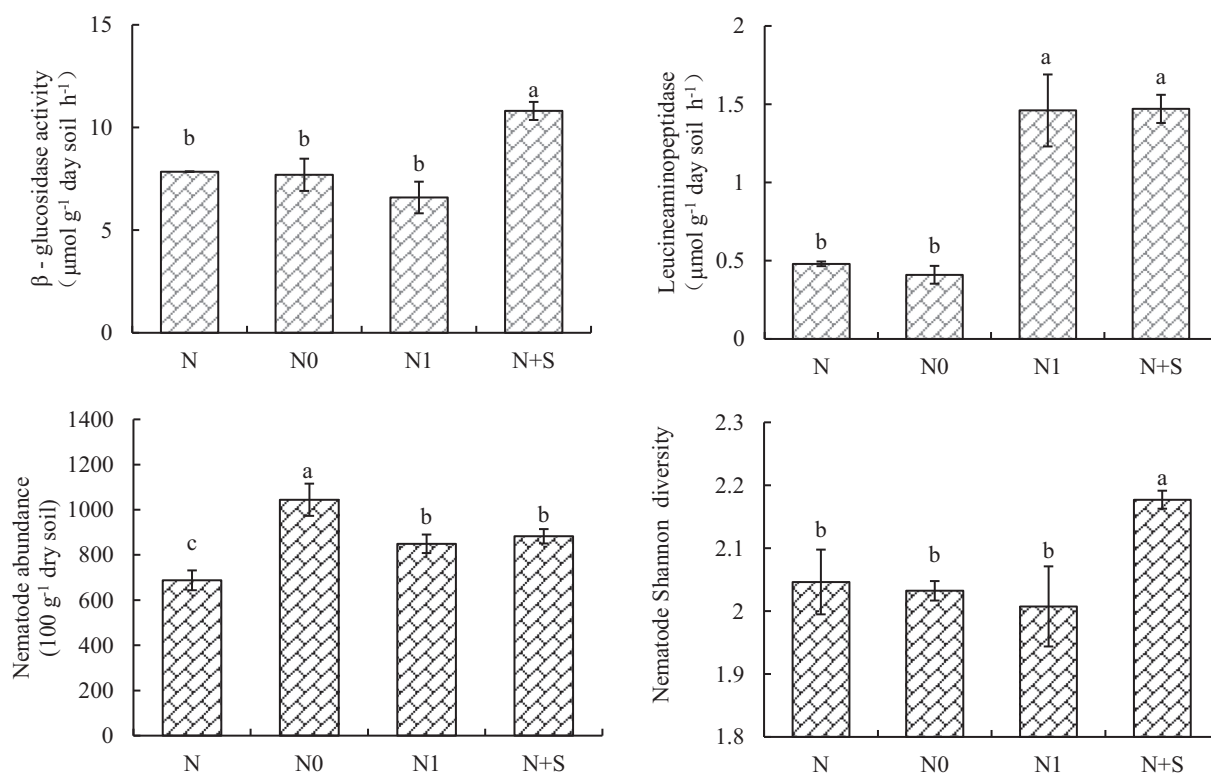 β - glucosidase activity
（μmol g⁻¹ day soil h⁻¹)
15
10
5
0
b
b
b
a
N
N0
N1
N+S
Leucineaminopeptidase
（μmol g⁻¹ day soil h⁻¹)
2
1.5
1
0.5
0
b
b
a
a
N
N0
N1
N+S
Nematode abundance
(100 g⁻¹ dry soil)
1400
1200
1000
800
600
400
200
0
c
a
b
b
N
N0
N1
N+S
Nematode Shannon diversity
2.3
2.2
2.1
2
1.9
1.8
b
b
b
a
N
N0
N1
N+S